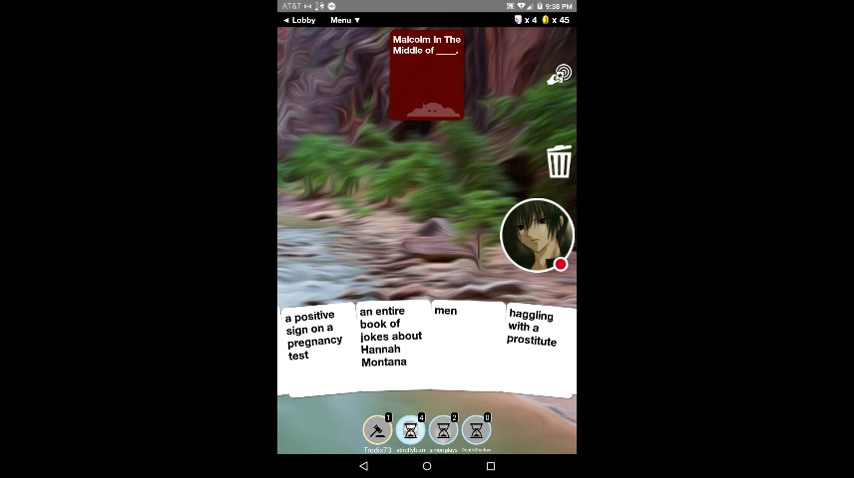 AT&T
9:58 PM
◄ Lobby
Menu ▼
x 4
x 45
Malcolm In The
Middle of ____.
a positive
sign on a
pregnancy
test
an entire
book of
jokes about
Hannah
Montana
men
haggling
with a
prostitute
1
4
2
0
Tradix73